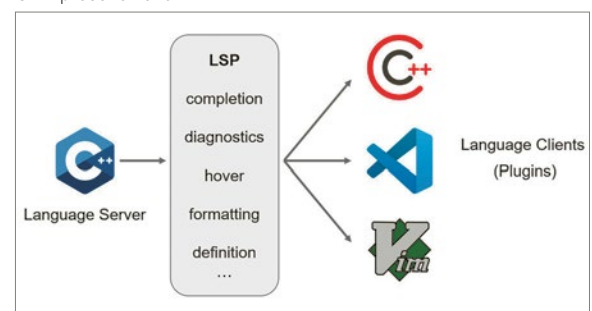 LSP
completion
diagnostics
hover
formatting
definition
...
C++
Language Server
C++
Vim
Language Clients
(Plugins)